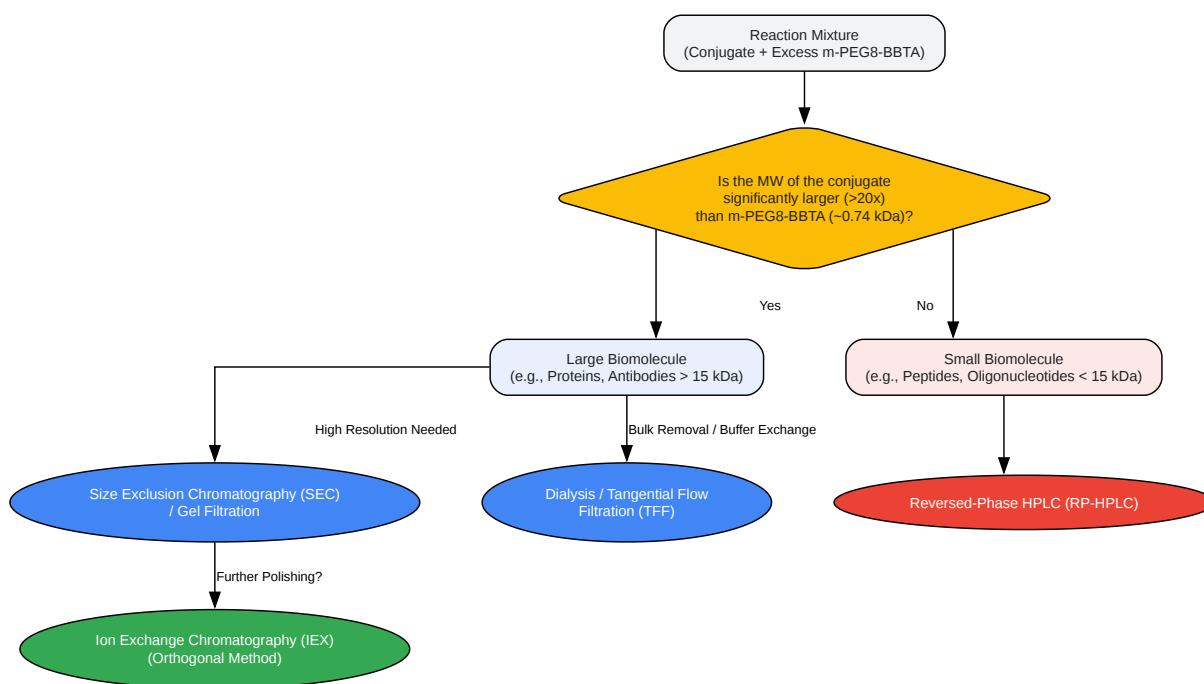 Reaction Mixture
(Conjugate + Excess m-PEG8-BBTA)
Is the MW of the conjugate
significantly larger (>20x)
than m-PEG8-BBTA (~0.74 kDa)?
Yes
No
Large Biomolecule
(e.g., Proteins, Antibodies > 15 kDa)
Small Biomolecule
(e.g., Peptides, Oligonucleotides < 15 kDa)
High Resolution Needed
Bulk Removal / Buffer Exchange
Size Exclusion Chromatography (SEC)
/ Gel Filtration
Dialysis / Tangential Flow
Filtration (TFF)
Reversed-Phase HPLC (RP-HPLC)
Further Polishing?
Ion Exchange Chromatography (IEX)
(Orthogonal Method)